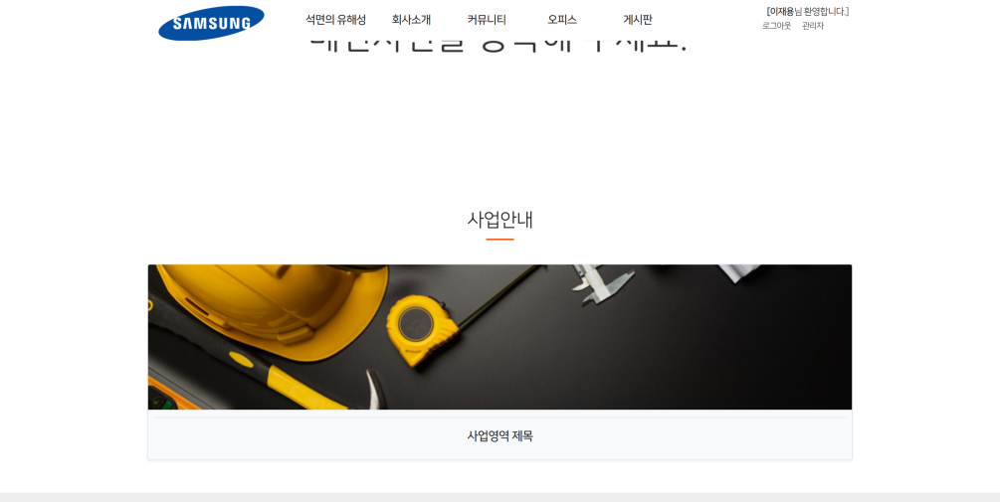 SAMSUNG
석면의 유해성 회사소개 커뮤니티 오피스 게시판
[이재용님 환영합니다.]
로그아웃 관리자
사업안내
사업영역 제목